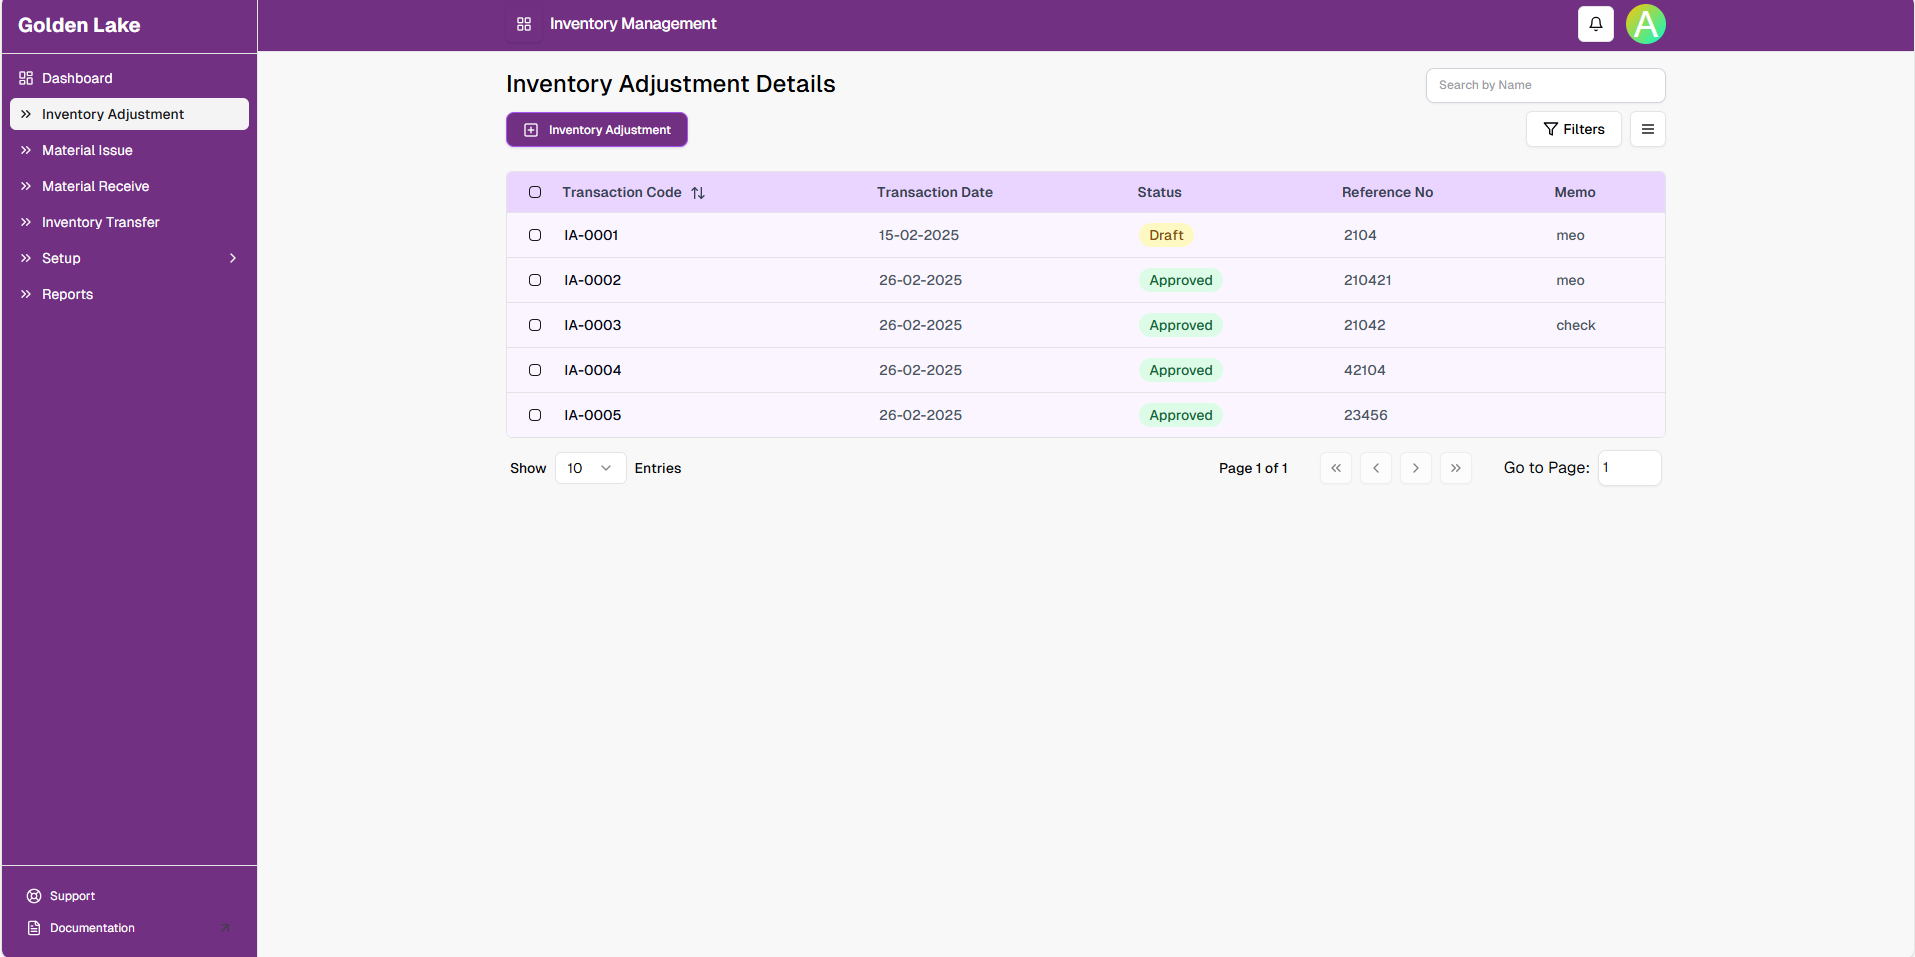 Golden Lake
Inventory Management
A
Dashboard
Inventory Adjustment
Material Issue
Material Receive
Inventory Transfer
Setup
Reports
Support
Documentation
Inventory Adjustment Details
Search by Name
Inventory Adjustment
Filters
Transaction Code Transaction Date Status Reference No Memo
IA-0001 15-02-2025 Draft 2104 meo
IA-0002 26-02-2025 Approved 210421 meo
IA-0003 26-02-2025 Approved 21042 check
IA-0004 26-02-2025 Approved 42104
IA-0005 26-02-2025 Approved 23456
Show 10 Entries Page 1 of 1 Go to Page: 1